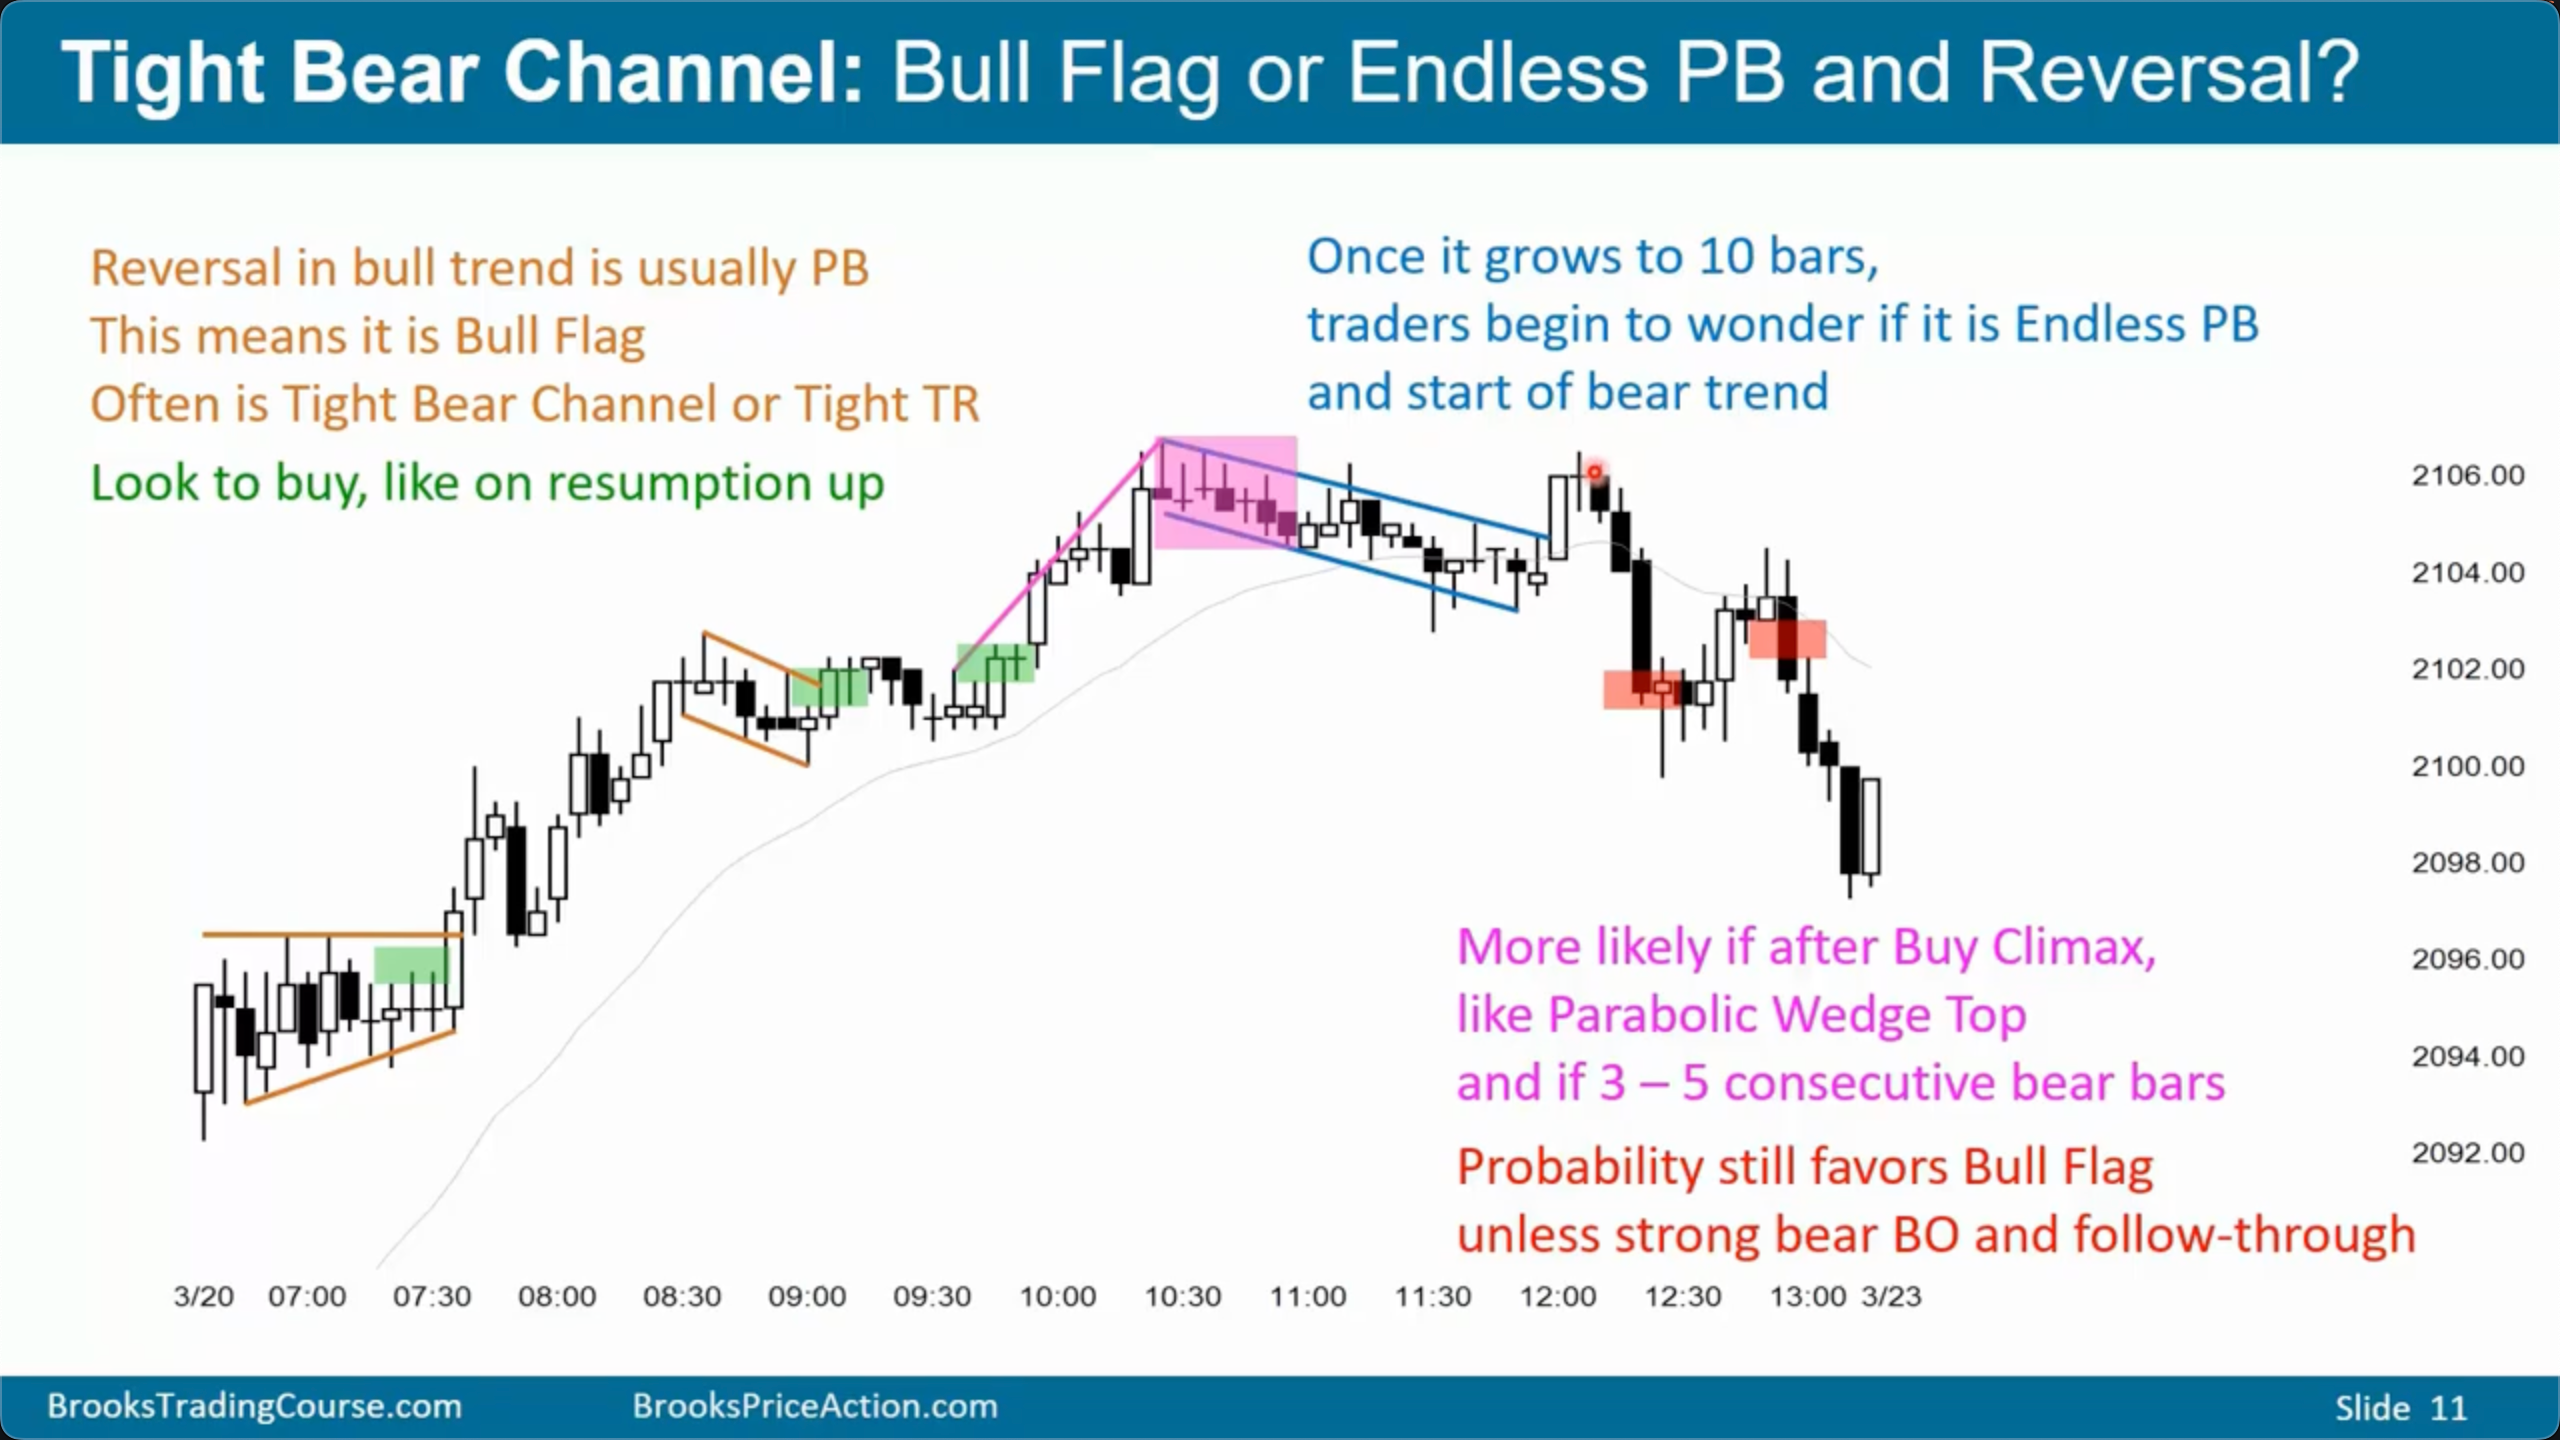 Tight Bear Channel: Bull Flag or Endless PB and Reversal?
Reversal in bull trend is usually PB
This means it is Bull Flag
Often is Tight Bear Channel or Tight TR
Look to buy, like on resumption up
Once it grows to 10 bars,
traders begin to wonder if it is Endless PB
and start of bear trend
2106.00
2104.00
2102.00
2100.00
2098.00
2096.00
2094.00
2092.00
More likely if after Buy Climax,
like Parabolic Wedge Top
and if 3 – 5 consecutive bear bars
Probability still favors Bull Flag
unless strong bear BO and follow-through
3/20 07:00 07:30 08:00 08:30 09:00 09:30 10:00 10:30 11:00 11:30 12:00 12:30 13:00 3/23
BrooksTradingCourse.com BrooksPriceAction.com Slide 11